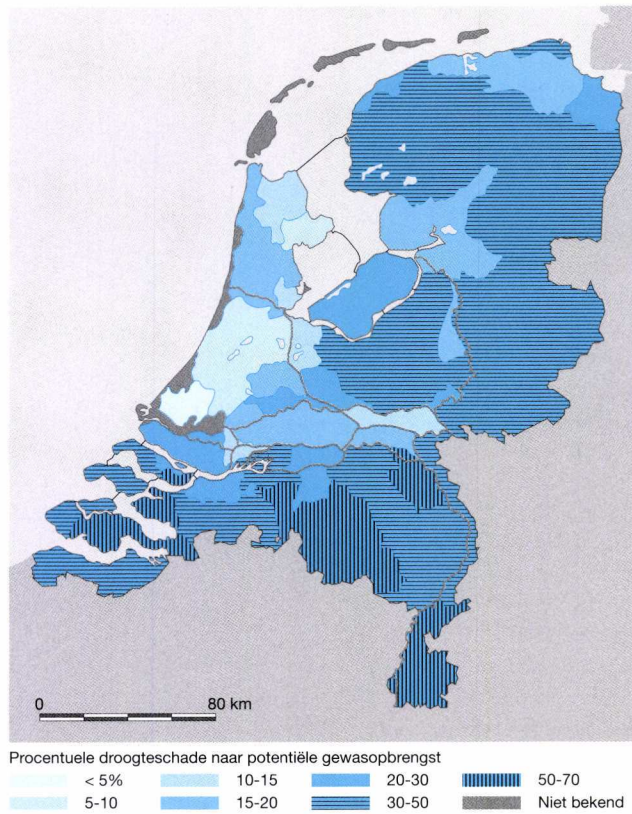 0 80 km
Procentuele droogteschade naar potentiële gewasopbrengst
< 5% 10-15 20-30 50-70
5-10 15-20 30-50 Niet bekend